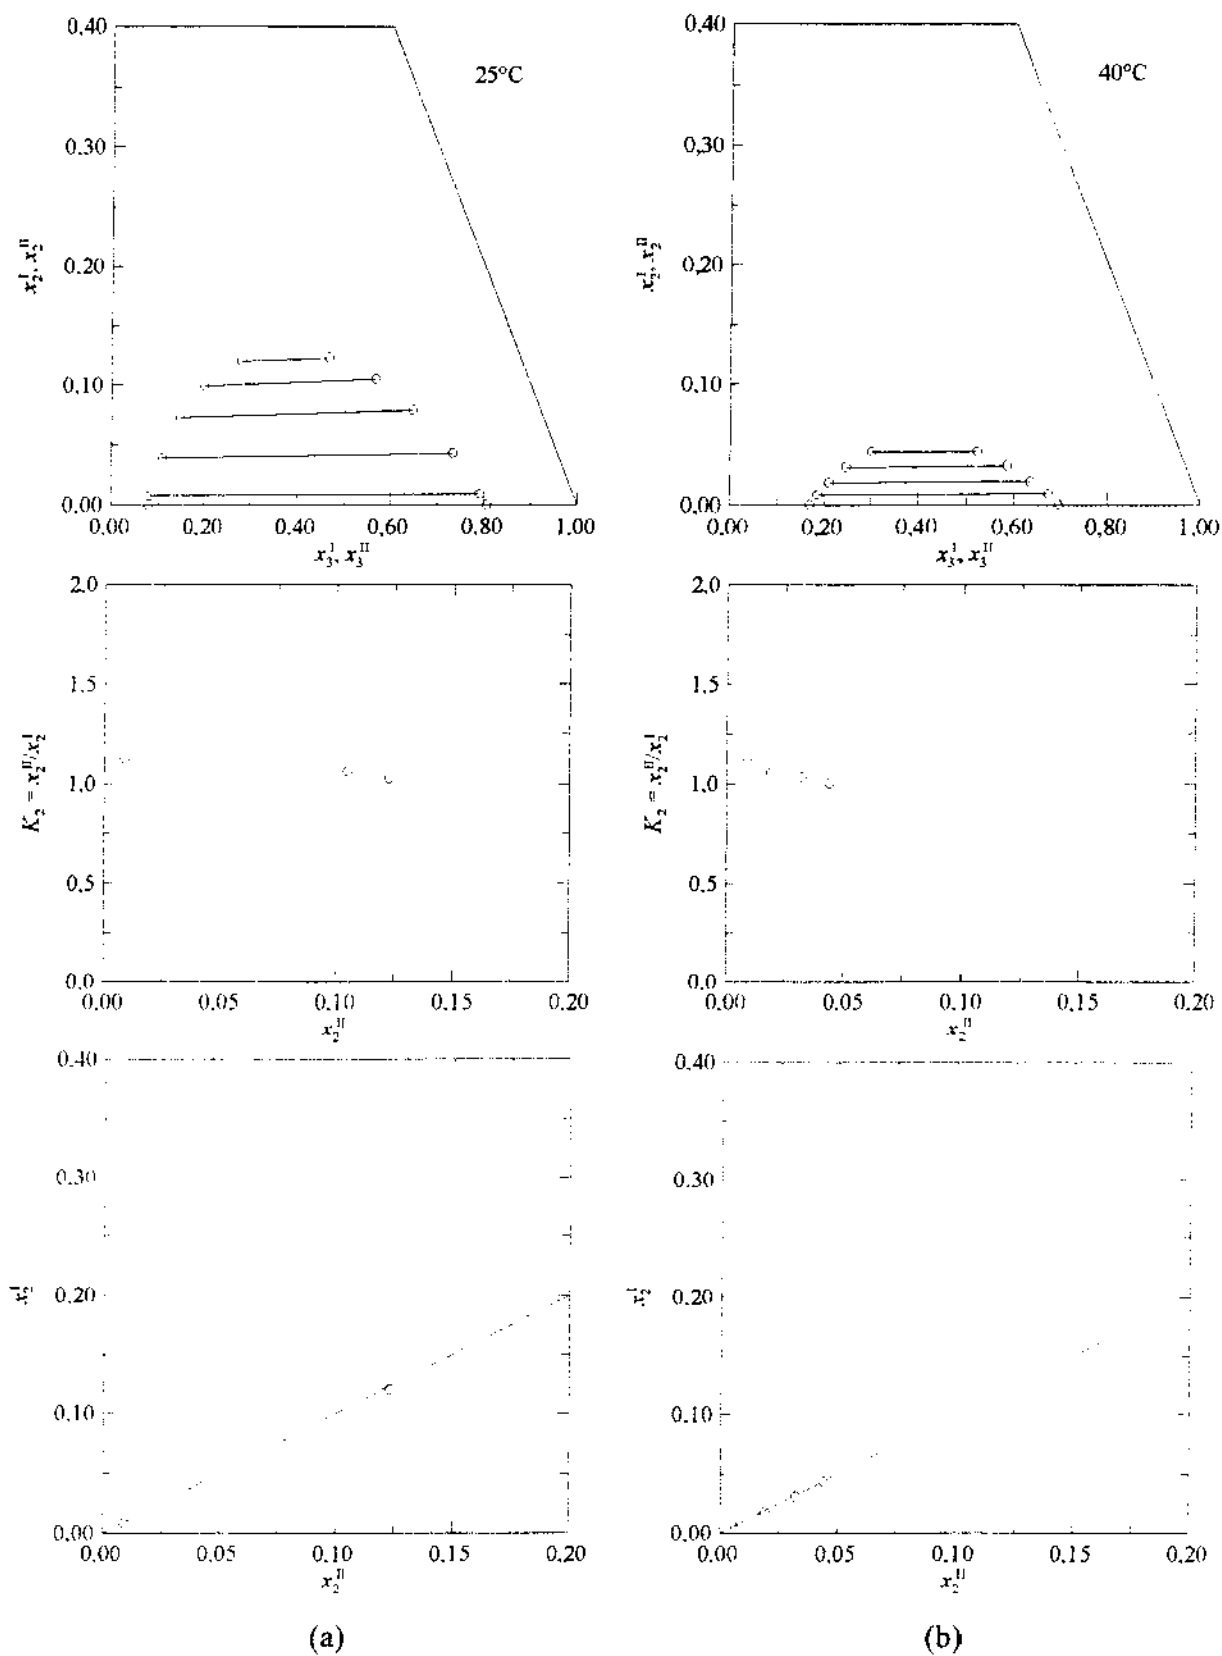 0.40
25°C
0.30
0.20
0.10
0.00
0.00 0.20 0.40 0.60 0.80 1.00
x₂ᴵ, x₂ᴵᴵ
x₃ᴵ, x₃ᴵᴵ
0.40
40°C
0.30
0.20
0.10
0.00
0.00 0.20 0.40 0.60 0.80 1.00
x₂ᴵ, x₂ᴵᴵ
x₃ᴵ, x₃ᴵᴵ
2.0
1.5
1.0
0.5
0.0
0.00 0.05 0.10 0.15 0.20
K₂ = x₂ᴵᴵ/x₂ᴵ
x₂ᴵᴵ
2.0
1.5
1.0
0.5
0.0
0.00 0.05 0.10 0.15 0.20
K₂ = x₂ᴵᴵ/x₂ᴵ
x₂ᴵᴵ
0.40
0.30
0.20
0.10
0.00
0.00 0.05 0.10 0.15 0.20
x₂ᴵ
x₂ᴵᴵ
(a)
0.40
0.30
0.20
0.10
0.00
0.00 0.05 0.10 0.15 0.20
x₂ᴵ
x₂ᴵᴵ
(b)